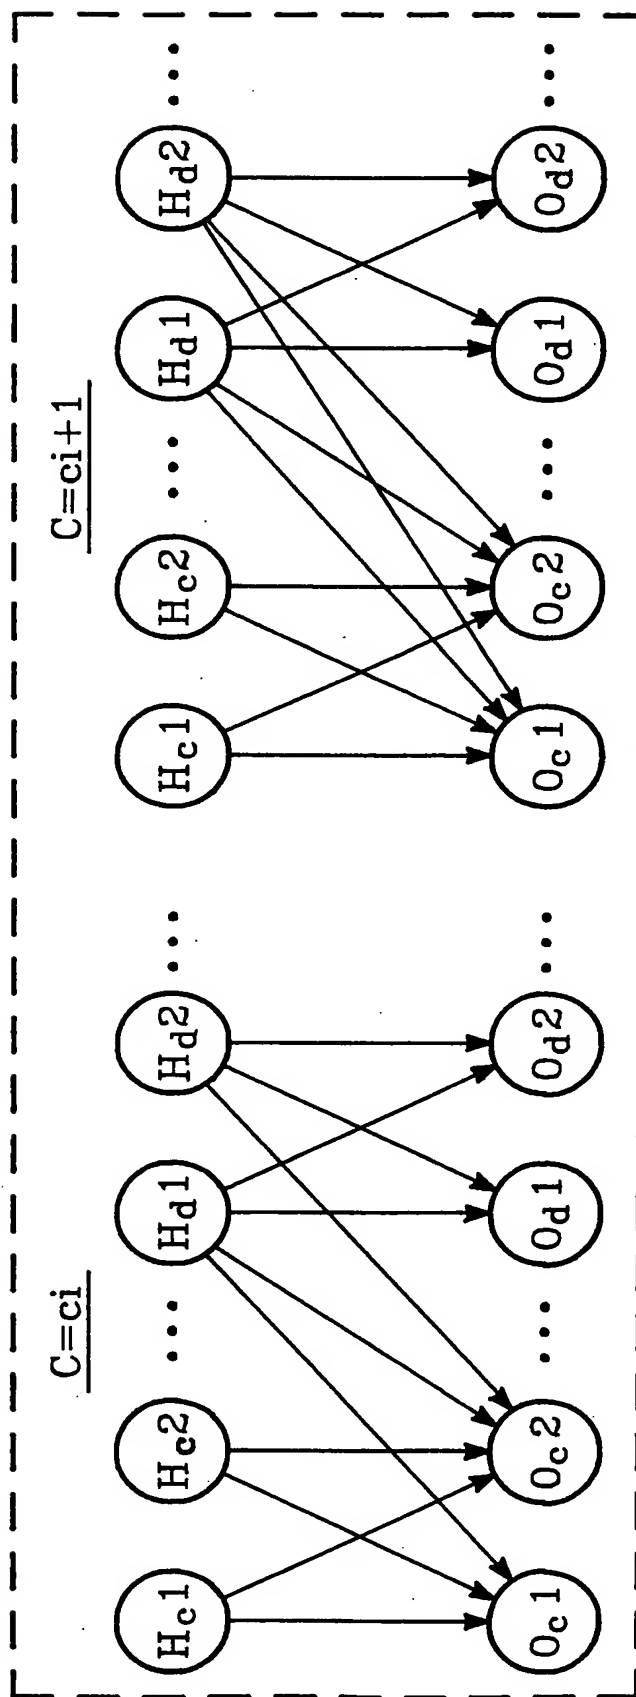 C=ci
Hc1 Hc2 ... Hd1 Hd2 ...
Oc1 Oc2 ... Od1 Od2 ...
C=ci+1
Hc1 Hc2 ... Hd1 Hd2 ...
Oc1 Oc2 ... Od1 Od2 ...